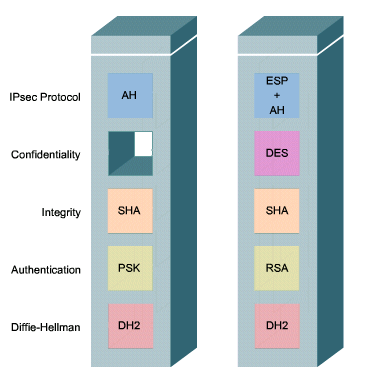 IPsec Protocol
AH
ESP
+
AH
Confidentiality
DES
Integrity
SHA
SHA
Authentication
PSK
RSA
Diffie-Hellman
DH2
DH2